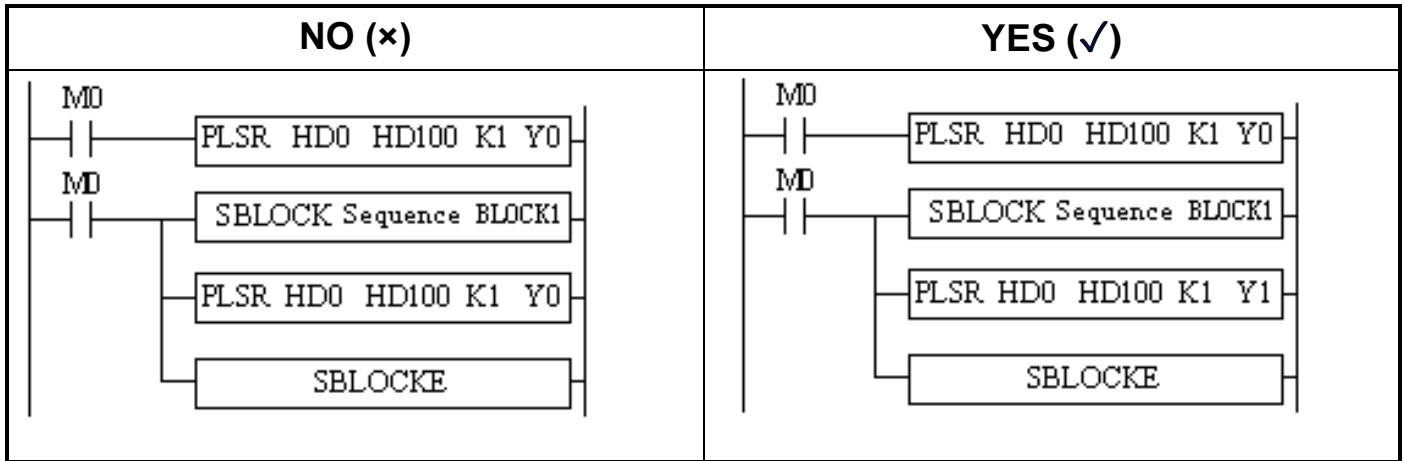 NO (×)
YES (✓)
M0
PLSR HD0 HD100 K1 Y0
M0
SBLOCK Sequence BLOCK1
PLSR HD0 HD100 K1 Y0
SBLOCKE
M0
PLSR HD0 HD100 K1 Y0
M0
SBLOCK Sequence BLOCK1
PLSR HD0 HD100 K1 Y1
SBLOCKE